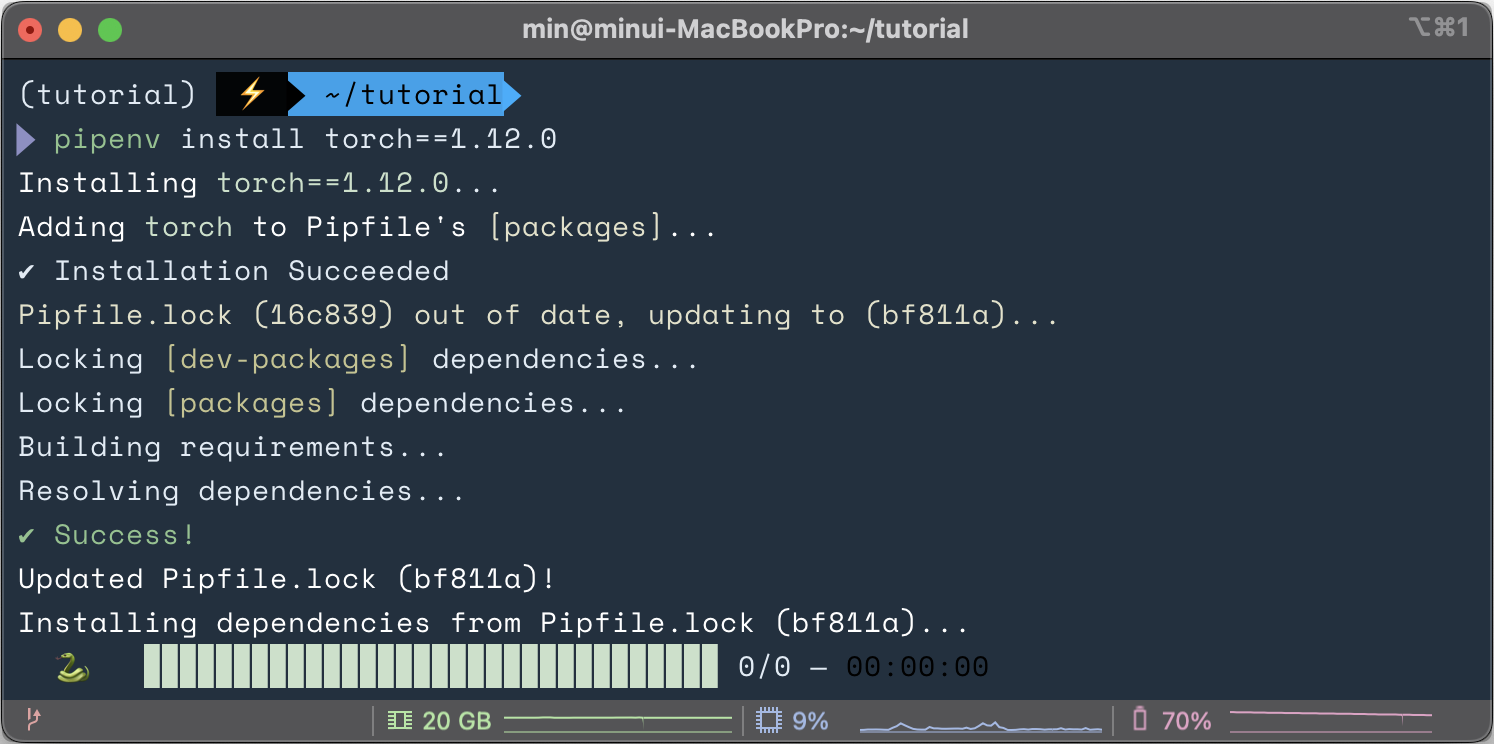 min@minui-MacBookPro:~/tutorial
⌥⌘1
(tutorial) ⚡ ~/tutorial
pipenv install torch==1.12.0
Installing torch==1.12.0...
Adding torch to Pipfile's [packages]...
✔ Installation Succeeded
Pipfile.lock (16c839) out of date, updating to (bf811a)...
Locking [dev-packages] dependencies...
Locking [packages] dependencies...
Building requirements...
Resolving dependencies...
✔ Success!
Updated Pipfile.lock (bf811a)!
Installing dependencies from Pipfile.lock (bf811a)...
🐍 0/0 — 00:00:00
20 GB 9% 70%